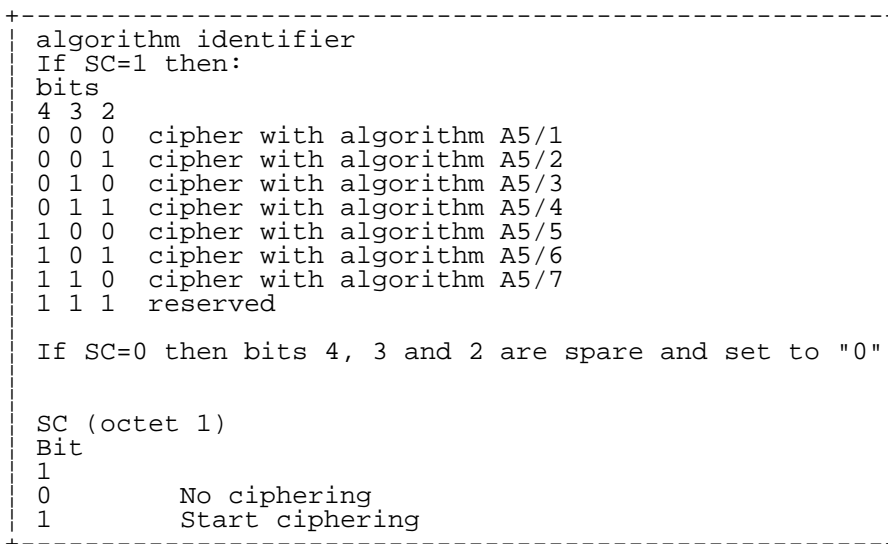 algorithm identifier
If SC=1 then:
bits
4 3 2
0 0 0 cipher with algorithm A5/1
0 0 1 cipher with algorithm A5/2
0 1 0 cipher with algorithm A5/3
0 1 1 cipher with algorithm A5/4
1 0 0 cipher with algorithm A5/5
1 0 1 cipher with algorithm A5/6
1 1 0 cipher with algorithm A5/7
1 1 1 reserved
If SC=0 then bits 4, 3 and 2 are spare and set to "0"
SC (octet 1)
Bit
1
0 No ciphering
1 Start ciphering